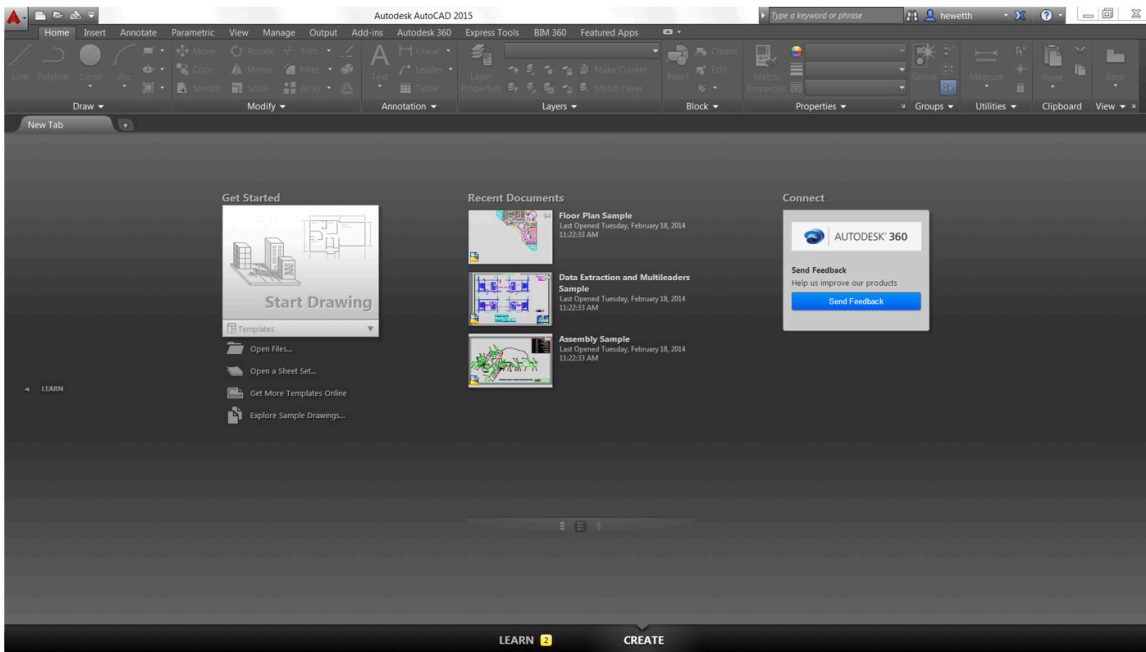 Autodesk AutoCAD 2015
Type a keyword or phrase
hewetth
Home Insert Annotate Parametric View Manage Output Add-ins Autodesk 360 Express Tools BIM 360 Featured Apps
Move Rotate Trim Linear Create
Line Polyline Circle Arc Copy Mirror Fillet Text Leader Layer Properties Make Current Insert Edit Match Properties Group Measure Paste Base
Stretch Scale Array Table Match Layer
Draw Modify Annotation Layers Block Properties Groups Utilities Clipboard View
New Tab
Get Started
Start Drawing
Templates
Open Files...
Open a Sheet Set...
Get More Templates Online
Explore Sample Drawings...
Recent Documents
Floor Plan Sample
Last Opened Tuesday, February 18, 2014
11:22:33 AM
Data Extraction and Multileaders
Sample
Last Opened Tuesday, February 18, 2014
11:22:33 AM
Assembly Sample
Last Opened Tuesday, February 18, 2014
11:22:33 AM
Connect
AUTODESK® 360
Send Feedback
Help us improve our products
Send Feedback
LEARN
LEARN 2 CREATE